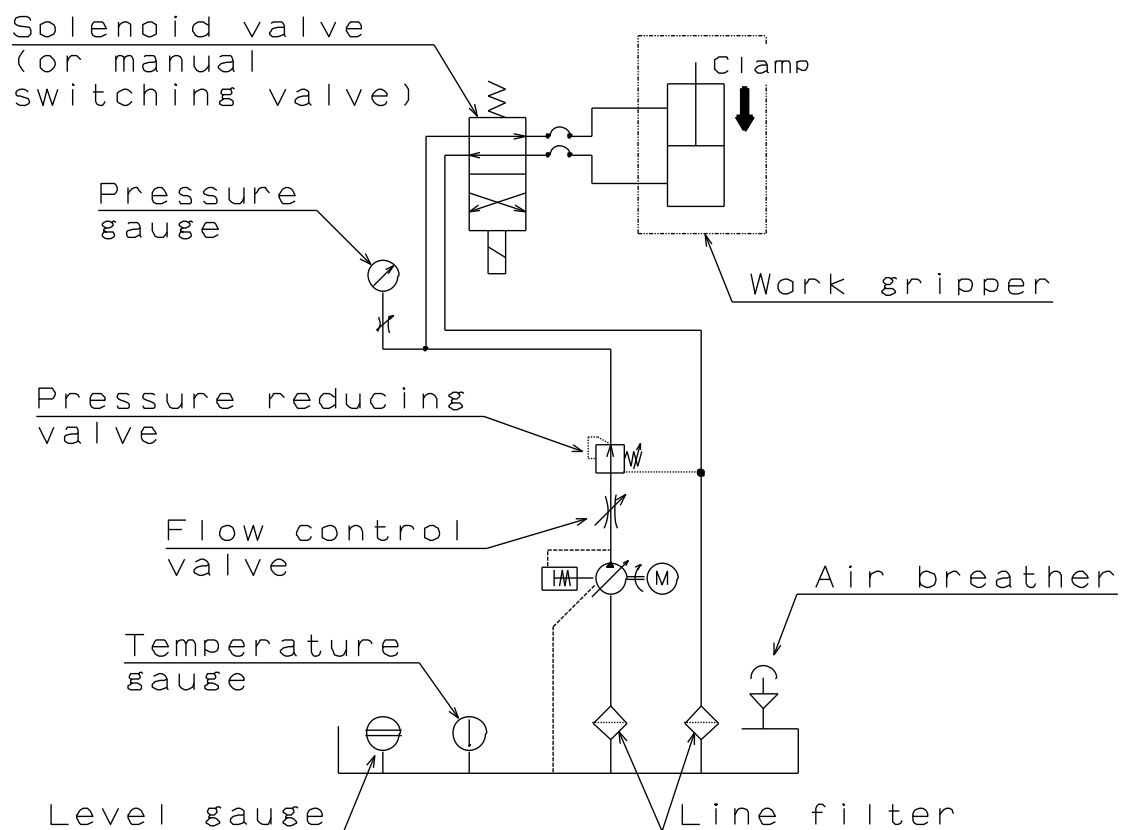 Solenoid valve
(or manual
switching valve)
Clamp
Pressure
gauge
Work gripper
Pressure reducing
valve
Flow control
valve
M
Air breather
Temperature
gauge
Level gauge
Line filter